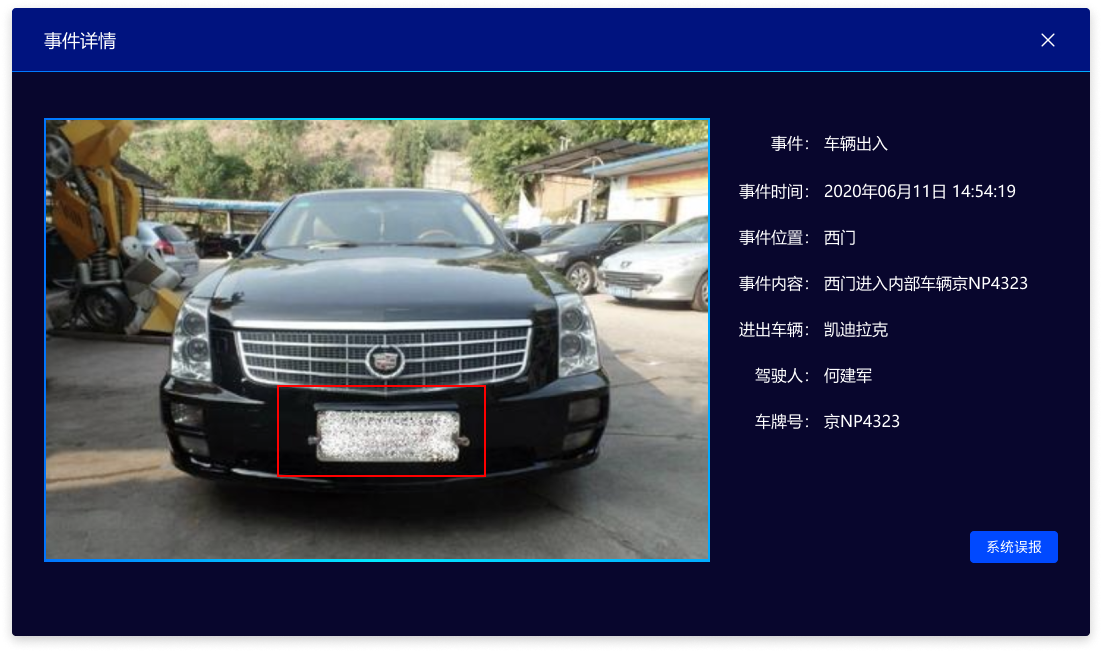 事件详情
事件： 车辆出入
事件时间： 2020年06月11日 14:54:19
事件位置： 西门
事件内容： 西门进入内部车辆京NP4323
进出车辆： 凯迪拉克
驾驶人： 何建军
车牌号： 京NP4323
系统误报